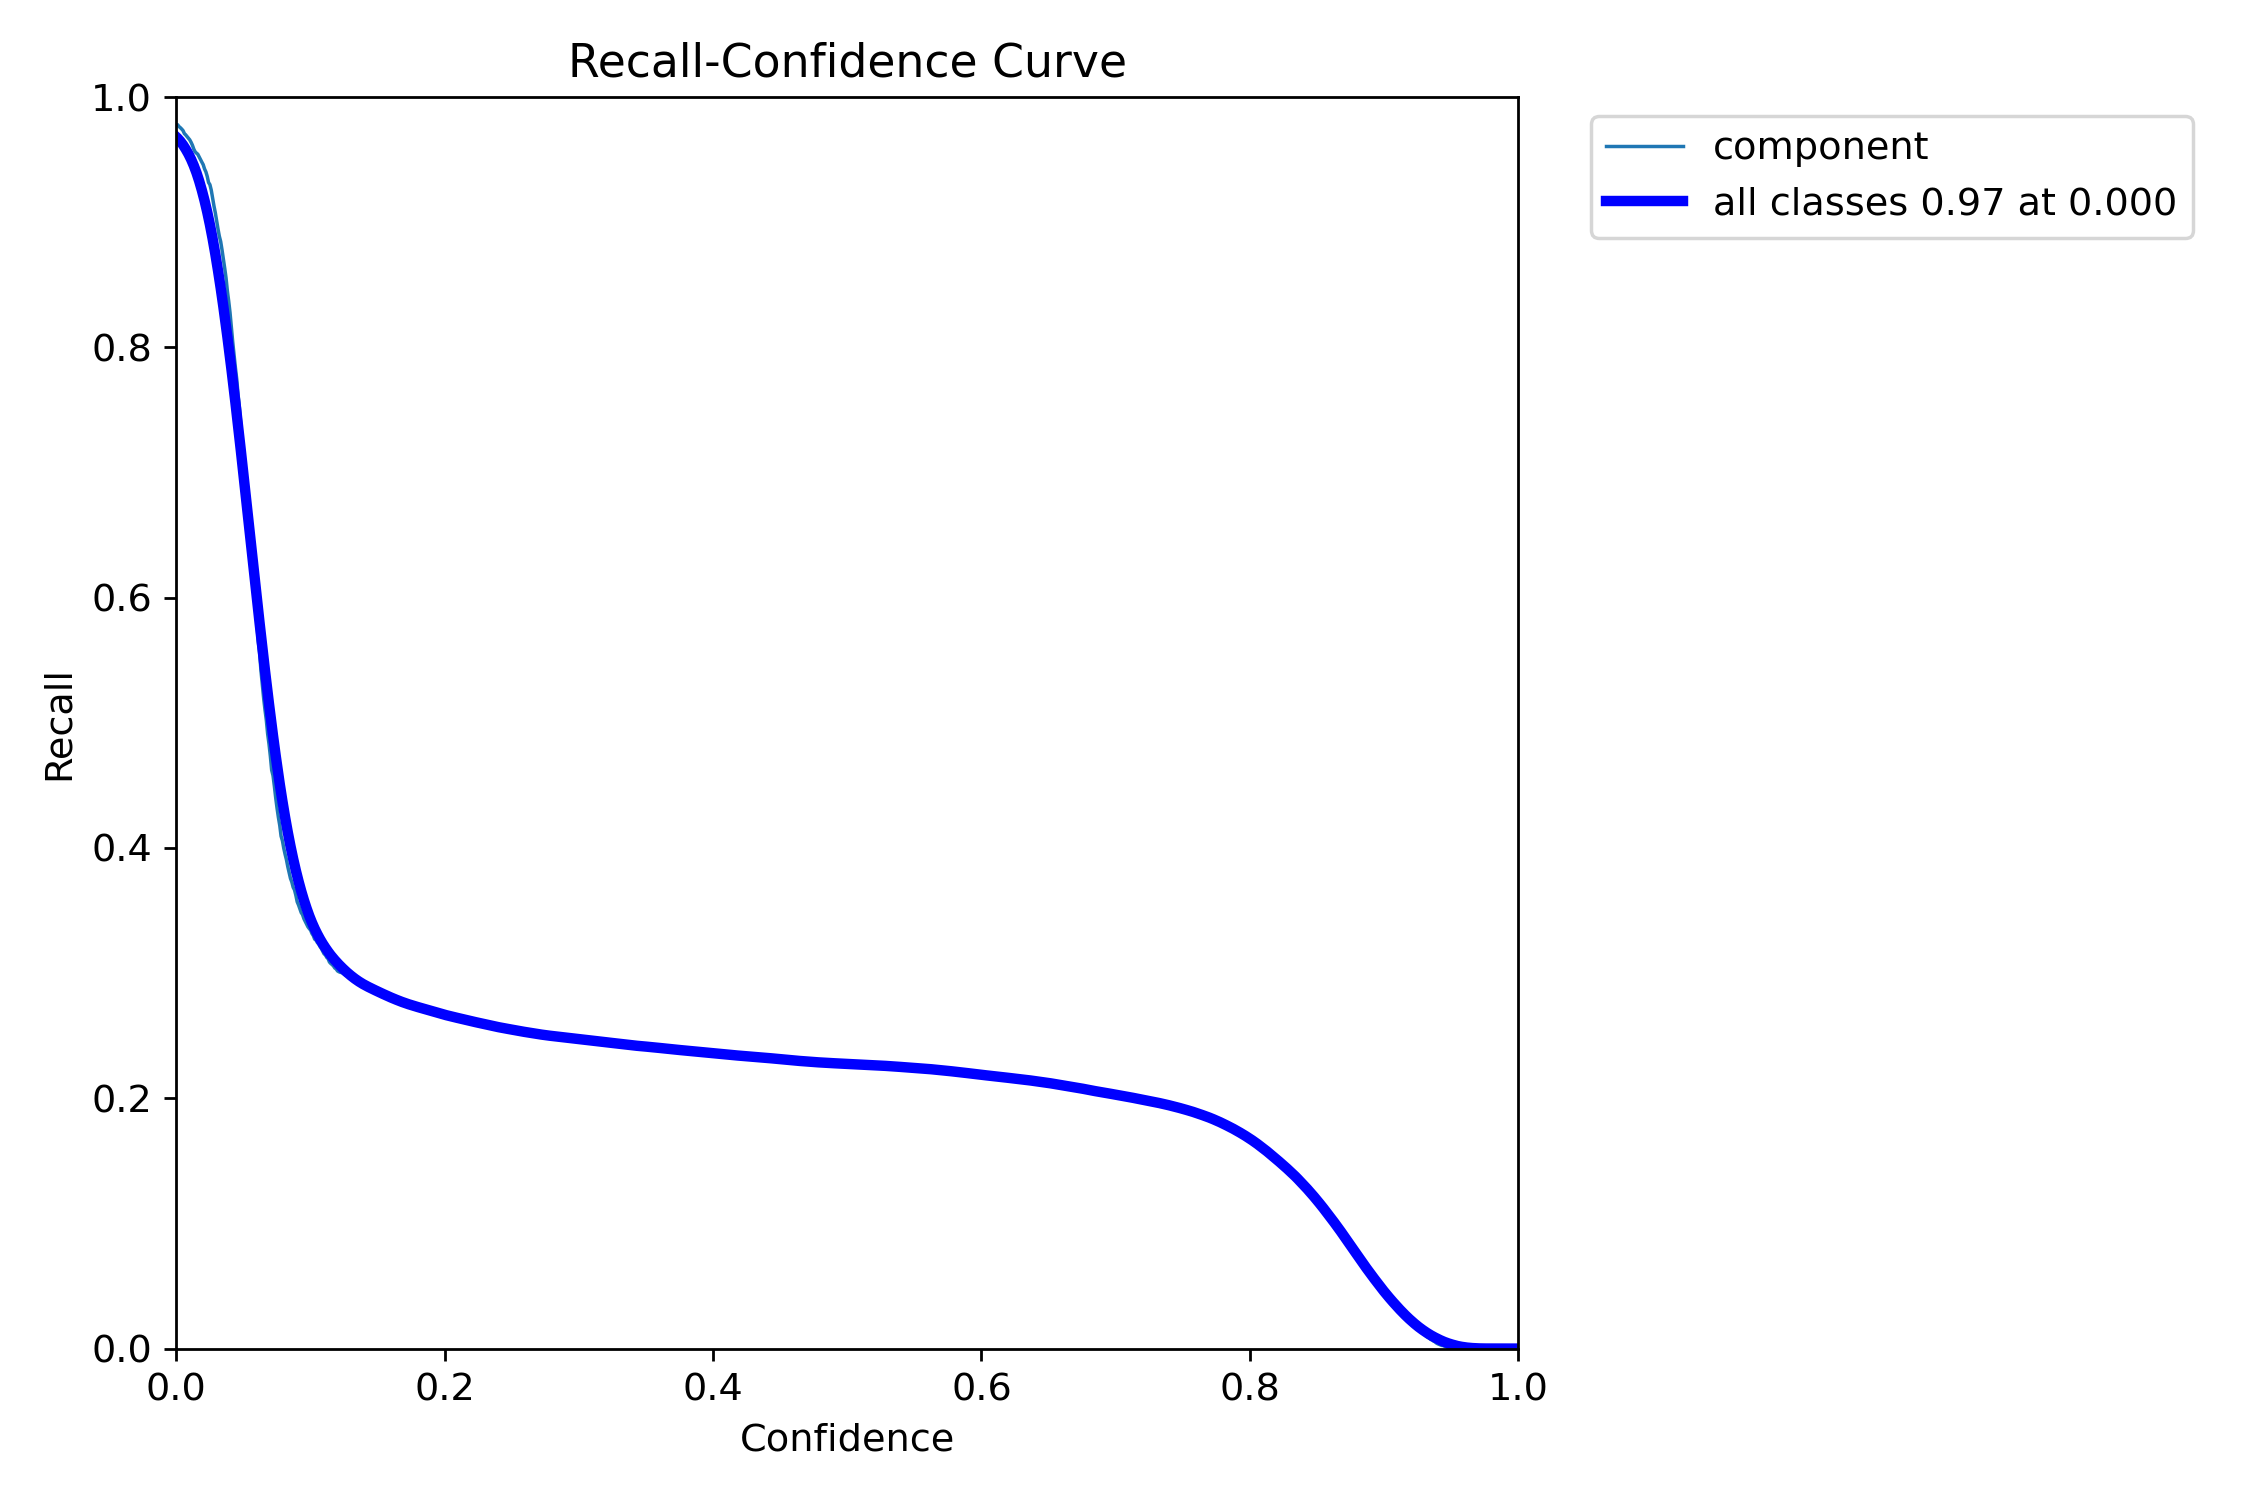 Recall-Confidence Curve
component
all classes 0.97 at 0.000
1.0
0.8
0.6
0.4
0.2
0.0
Recall
0.0 0.2 0.4 0.6 0.8 1.0
Confidence